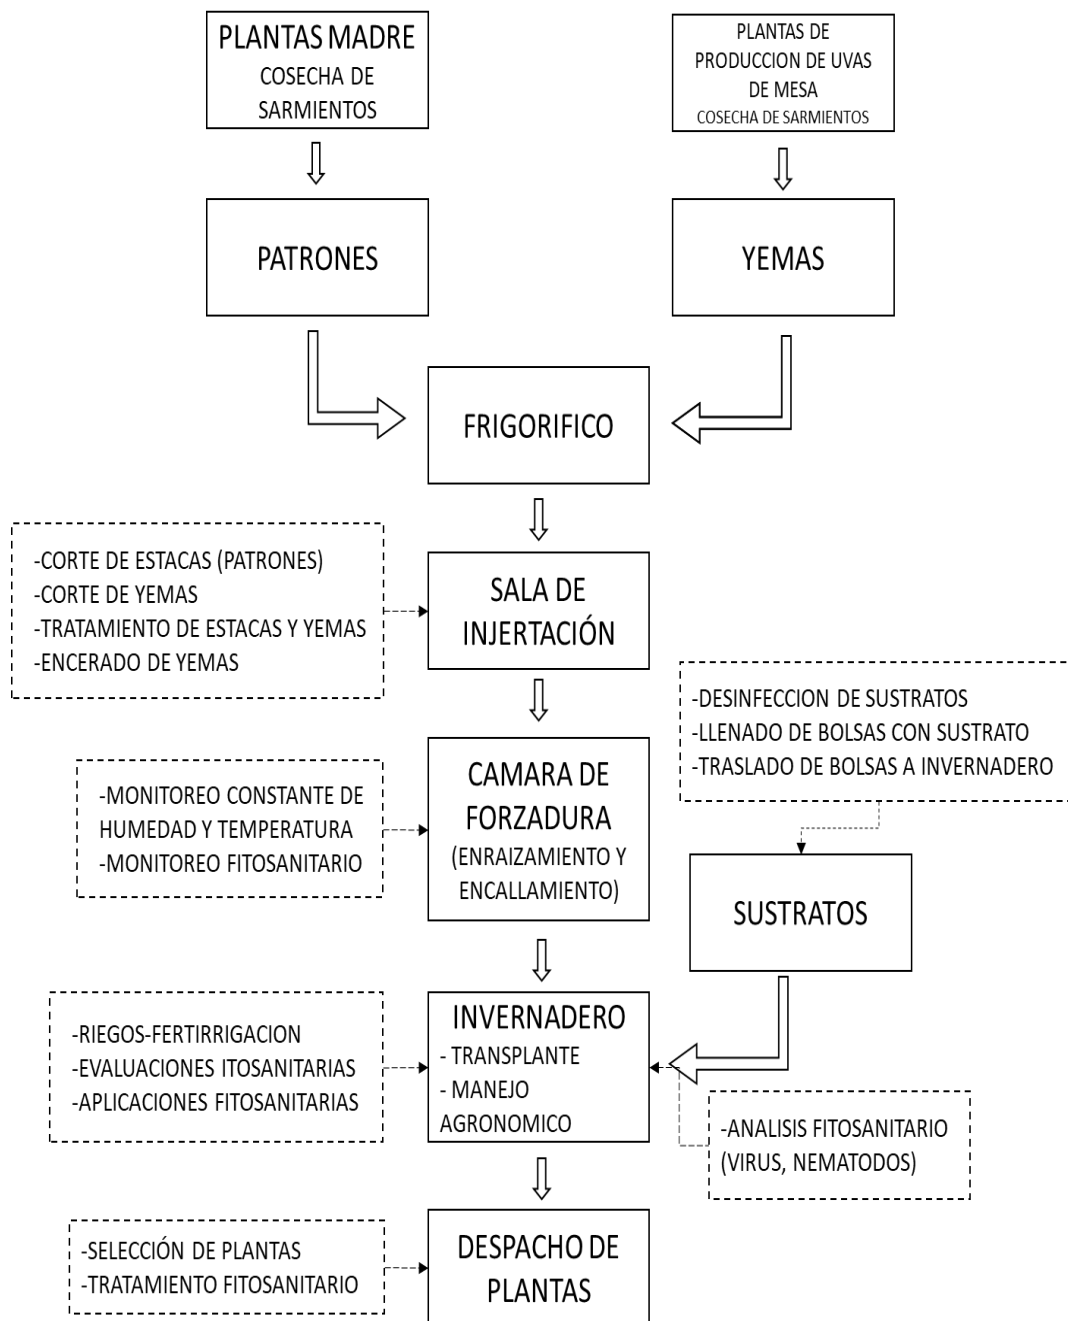 PLANTAS MADRE
COSECHA DE
SARMIENTOS
PLANTAS DE
PRODUCCION DE UVAS
DE MESA
COSECHA DE SARMIENTOS
PATRONES
YEMAS
FRIGORIFICO
-CORTE DE ESTACAS (PATRONES)
-CORTE DE YEMAS
-TRATAMIENTO DE ESTACAS Y YEMAS
-ENCERADO DE YEMAS
SALA DE
INJERTACIÓN
-DESINFECCION DE SUSTRATOS
-LLENADO DE BOLSAS CON SUSTRATO
-TRASLADO DE BOLSAS A INVERNADERO
-MONITOREO CONSTANTE DE
HUMEDAD Y TEMPERATURA
-MONITOREO FITOSANITARIO
CAMARA DE
FORZADURA
(ENRAIZAMIENTO Y
ENCALLAMIENTO)
SUSTRATOS
-RIEGOS-FERTIRRIGACION
-EVALUACIONES ITOSANITARIAS
-APLICACIONES FITOSANITARIAS
INVERNADERO
- TRANSPLANTE
- MANEJO
AGRONOMICO
-ANALISIS FITOSANITARIO
(VIRUS, NEMATODOS)
-SELECCIÓN DE PLANTAS
-TRATAMIENTO FITOSANITARIO
DESPACHO DE
PLANTAS